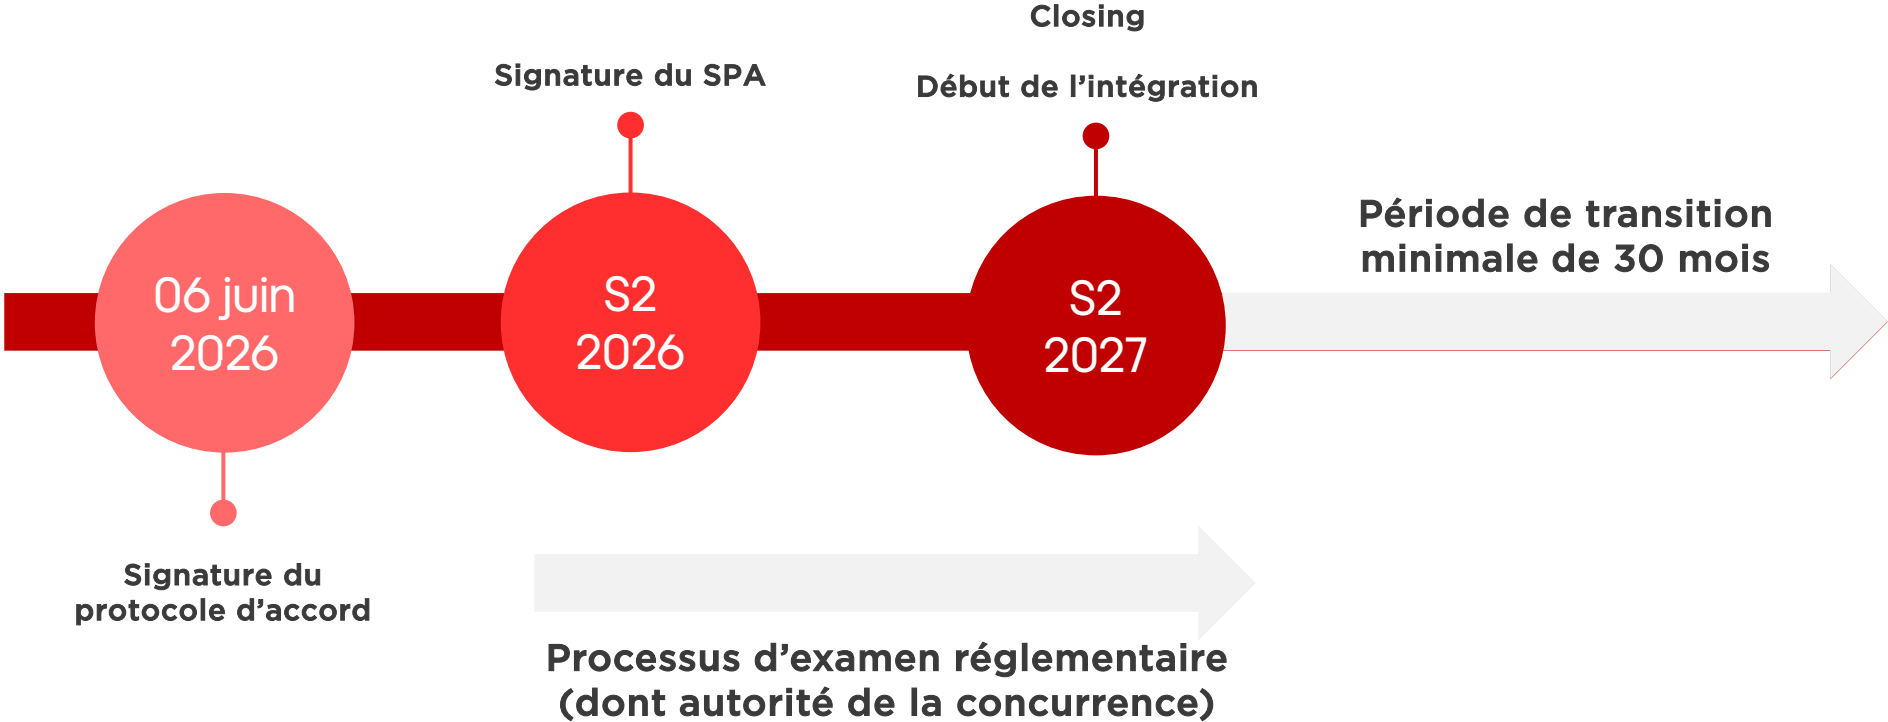 Closing
Signature du SPA
Début de l’intégration
06 juin
2026
S2
2026
S2
2027
Période de transition
minimale de 30 mois
Signature du
protocole d’accord
Processus d’examen réglementaire
(dont autorité de la concurrence)